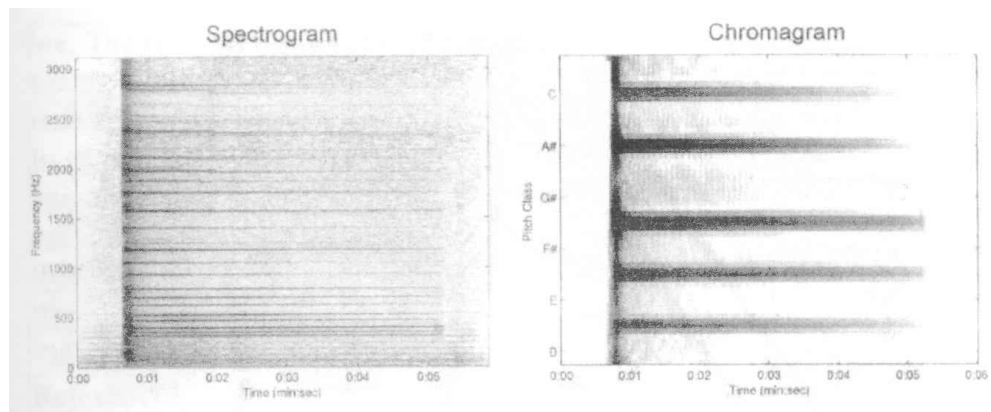 Spectrogram
3000
2500
2000
1500
1000
500
0
Frequency (Hz)
0:00 0:01 0:02 0:03 0:04 0:05
Time (min:sec)
Chromagram
C
A#
G#
F#
E
D
Pitch Class
0:00 0:01 0:02 0:03 0:04 0:05 0:06
Time (min:sec)